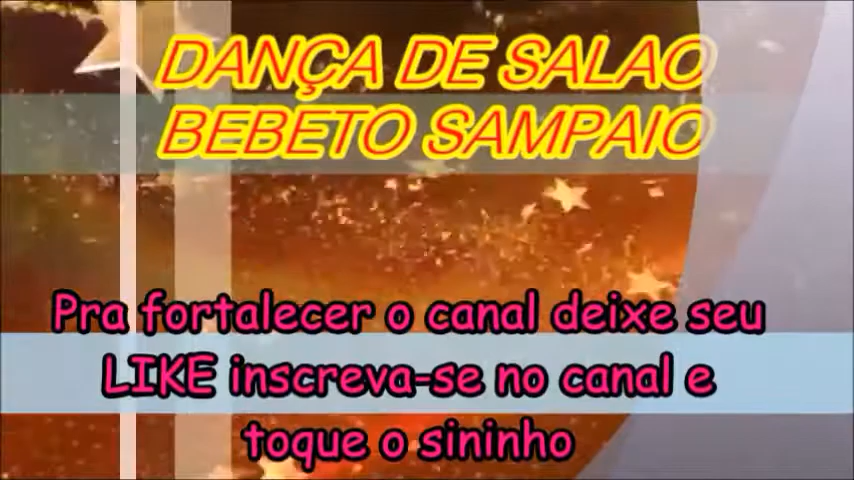 DANÇA DE SALAO
BEBETO SAMPAIO
Pra fortalecer o canal deixe seu
LIKE inscreva-se no canal e
toque o sininho